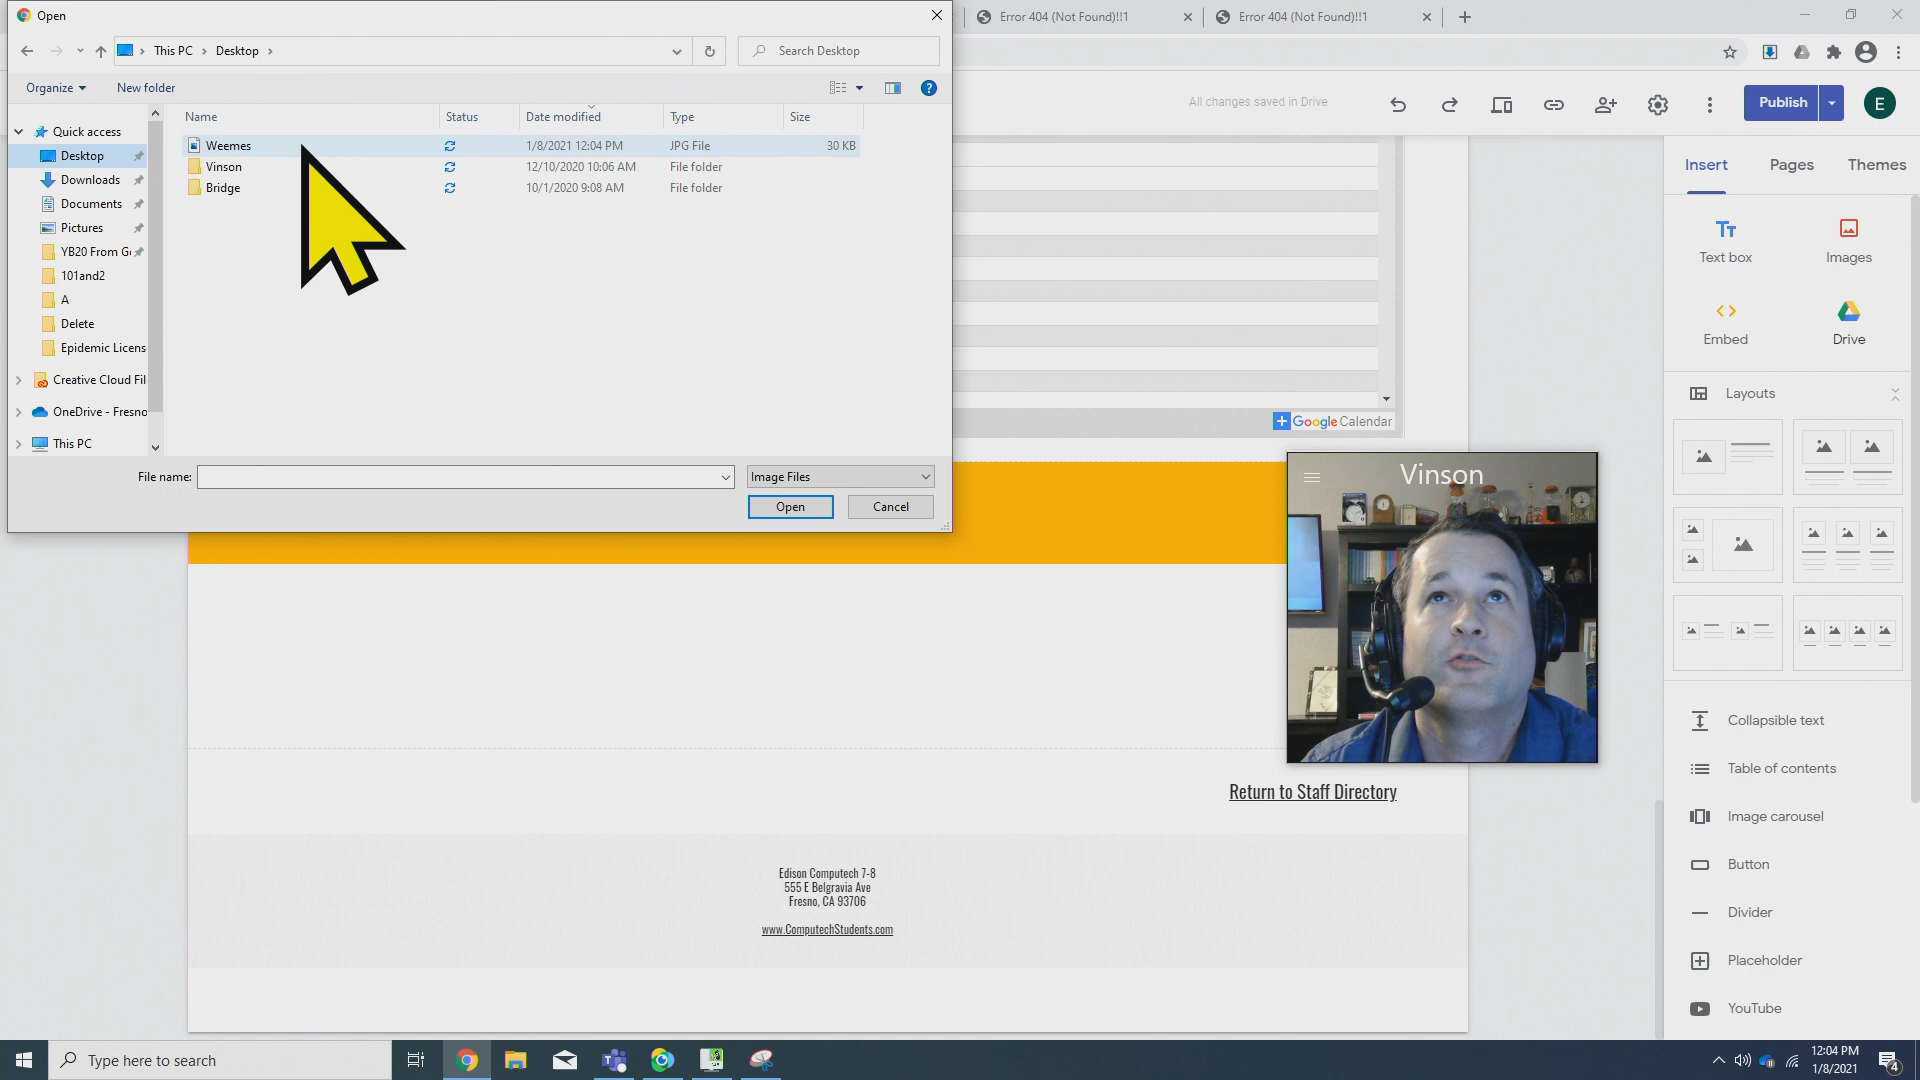 Open
Error 404 (Not Found)!!1
Error 404 (Not Found)!!1
This PC
Desktop
Search Desktop
Organize
New folder
All changes saved in Drive
Publish
E
Name
Status
Date modified
Type
Size
Quick access
Desktop
Downloads
Documents
Pictures
YB20 From G
101and2
A
Delete
Epidemic Licens
Creative Cloud Fil
OneDrive - Fresno
This PC
Weemes
1/8/2021 12:04 PM
JPG File
30 KB
Vinson
12/10/2020 10:06 AM
File folder
Bridge
10/1/2020 9:08 AM
File folder
File name:
Image Files
Open
Cancel
Google Calendar
Vinson
Insert
Pages
Themes
Text box
Images
Embed
Drive
Layouts
Collapsible text
Table of contents
Image carousel
Button
Divider
Placeholder
YouTube
Return to Staff Directory
Edison Computech 7-8
555 E Belgravia Ave
Fresno, CA 93706
www.ComputechStudents.com
Type here to search
12:04 PM
1/8/2021
4